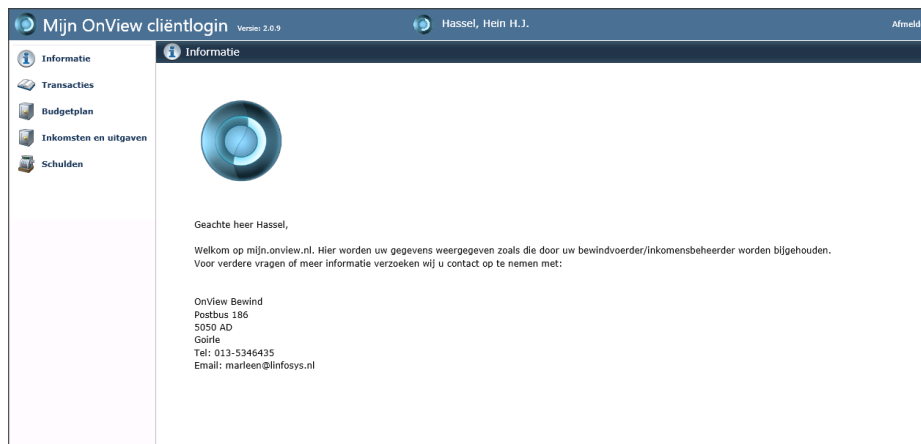 Mijn OnView cliëntlogin Versie: 2.0.9
Hassel, Hein H.J.
Afmeld
Informatie
Transacties
Budgetplan
Inkomsten en uitgaven
Schulden
Informatie
Geachte heer Hassel,
Welkom op mijn.onview.nl. Hier worden uw gegevens weergegeven zoals die door uw bewindvoerder/inkomensbeheerder worden bijgehouden.
Voor verdere vragen of meer informatie verzoeken wij u contact op te nemen met:
OnView Bewind
Postbus 186
5050 AD
Goirle
Tel: 013-5346435
Email: marleen@linfosys.nl